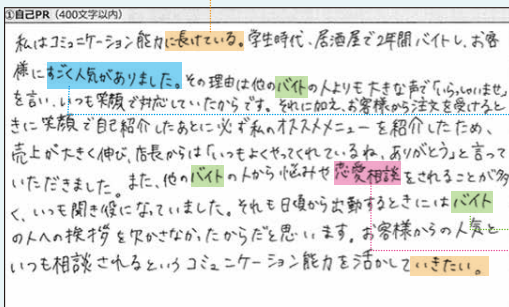 ①自己PR（400文字以内）
私はコミュニケーション能力に長けている。学生時代、居酒屋で2年間バイトし、お客
様にすごく人気がありました。その理由は他のバイトの人よりも大きな声で「いらっしゃいませ」
を言い、いつも笑顔で対応していたからです。それに加え、お客様から注文を受けると
きに笑顔で自己紹介したあとに必ず私のオススメメニューを紹介したため、
売上が大きく伸び、店長からは「いつもよくやってくれているね、ありがとう」と言って
いただきました。また、他のバイトの人から悩みや恋愛相談をされることが多
く、いつも聞き役になっていました。それも日頃から出勤するときにはバイト
の人への挨拶を欠かさなかったからだと思います。お客様からの人気と
いつも相談されるというコミュニケーション能力を活かしていきたい。